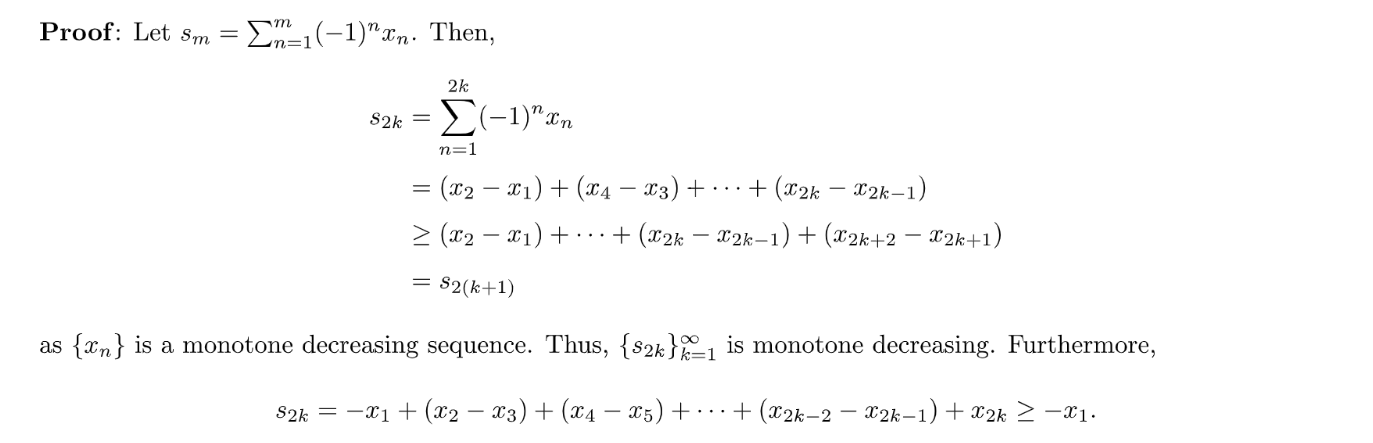 Proof: Let $s_m = \sum_{n=1}^{m} (-1)^n x_n$. Then,
$s_{2k} = \sum_{n=1}^{2k} (-1)^n x_n$
$= (x_2 - x_1) + (x_4 - x_3) + \cdots + (x_{2k} - x_{2k-1})$
$\geq (x_2 - x_1) + \cdots + (x_{2k} - x_{2k-1}) + (x_{2k+2} - x_{2k+1})$
$= s_{2(k+1)}$
as $\{x_n\}$ is a monotone decreasing sequence. Thus, $\{s_{2k}\}_{k=1}^{\infty}$ is monotone decreasing. Furthermore,
$s_{2k} = -x_1 + (x_2 - x_3) + (x_4 - x_5) + \cdots + (x_{2k-2} - x_{2k-1}) + x_{2k} \geq -x_1.$